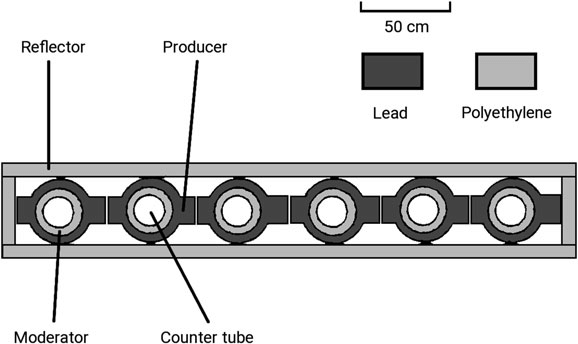 50 cm
Reflector
Producer
Lead
Polyethylene
Moderator
Counter tube